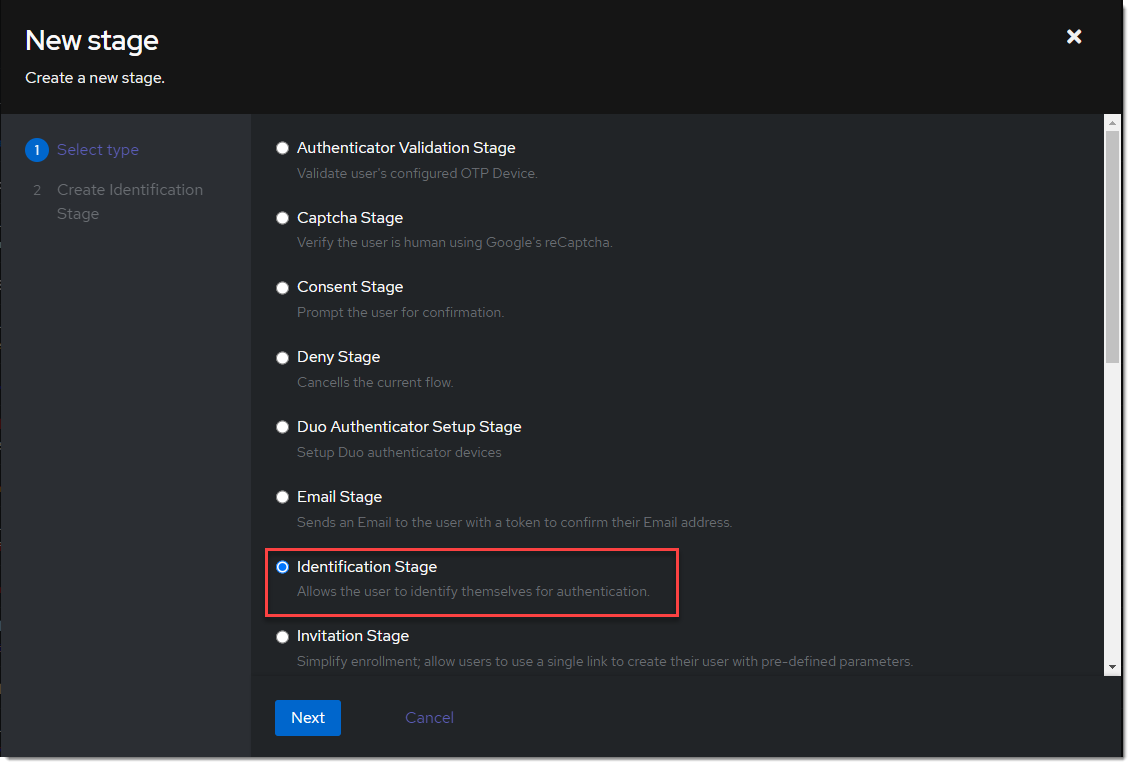 New stage
Create a new stage.
1 Select type
2 Create Identification
Stage
Authenticator Validation Stage
Validate user's configured OTP Device.
Captcha Stage
Verify the user is human using Google's reCaptcha.
Consent Stage
Prompt the user for confirmation.
Deny Stage
Cancells the current flow.
Duo Authenticator Setup Stage
Setup Duo authenticator devices
Email Stage
Sends an Email to the user with a token to confirm their Email address.
Identification Stage
Allows the user to identify themselves for authentication.
Invitation Stage
Simplify enrollment; allow users to use a single link to create their user with pre-defined parameters.
Next
Cancel